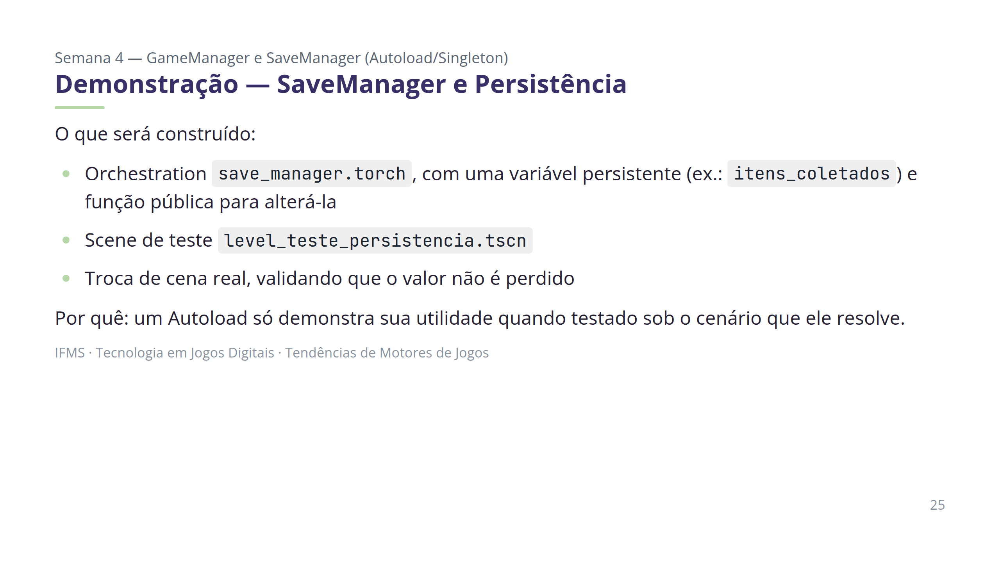 Semana 4 — GameManager e SaveManager (Autoload/Singleton)
Demonstração — SaveManager e Persistência
O que será construído:
Orchestration save_manager.torch, com uma variável persistente (ex.: itens_coletados) e
função pública para alterá-la
Scene de teste level_teste_persistencia.tscn
Troca de cena real, validando que o valor não é perdido
Por quê: um Autoload só demonstra sua utilidade quando testado sob o cenário que ele resolve.
IFMS · Tecnologia em Jogos Digitais · Tendências de Motores de Jogos
25